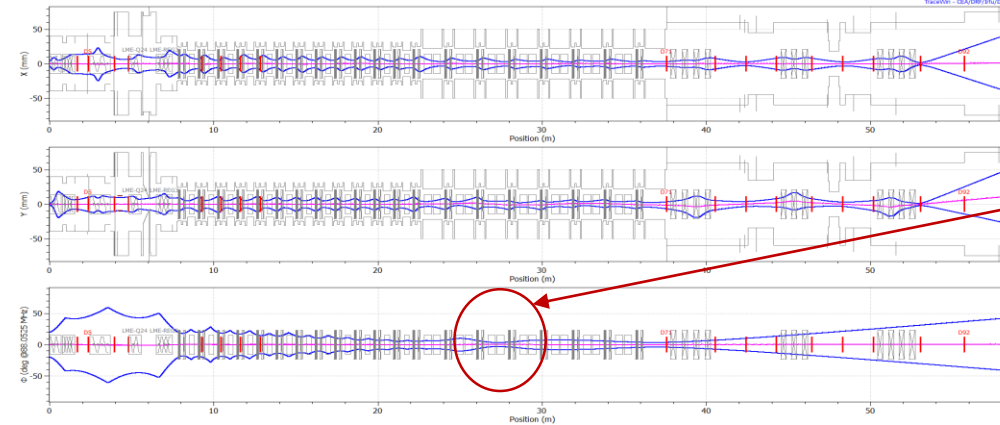 TraceWin - CEA/DRF/Irfu/D
X (mm)
50
0
-50
D5
LME-Q24 LME-RE
D71
D92
0
10
20
30
40
50
Position (m)
Y (mm)
50
0
-50
D5
LME-Q24 LME-REG
D71
D92
0
10
20
30
40
50
Position (m)
Φ (deg @88.0525 MHz)
50
0
-50
D5
LME-Q24 LME-REG
D71
D92
0
10
20
30
40
50
Position (m)